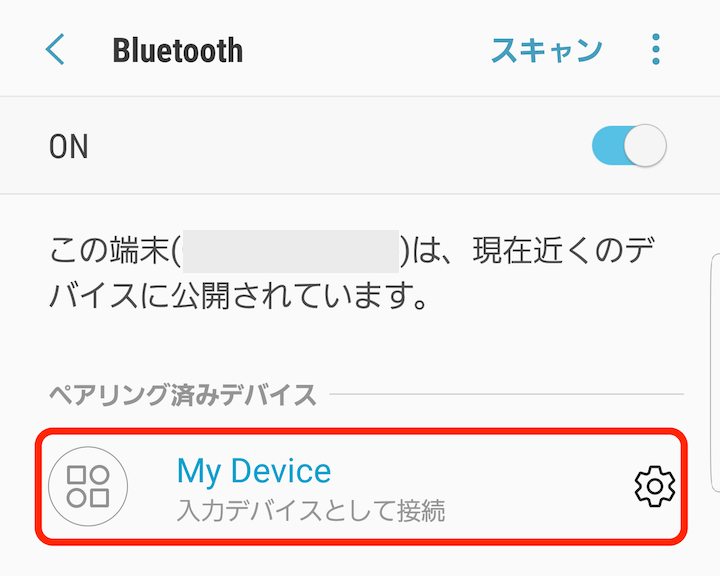 Bluetooth スキャン
ON
この端末( )は、現在近くのデ
バイスに公開されています。
ペアリング済みデバイス
My Device
入力デバイスとして接続